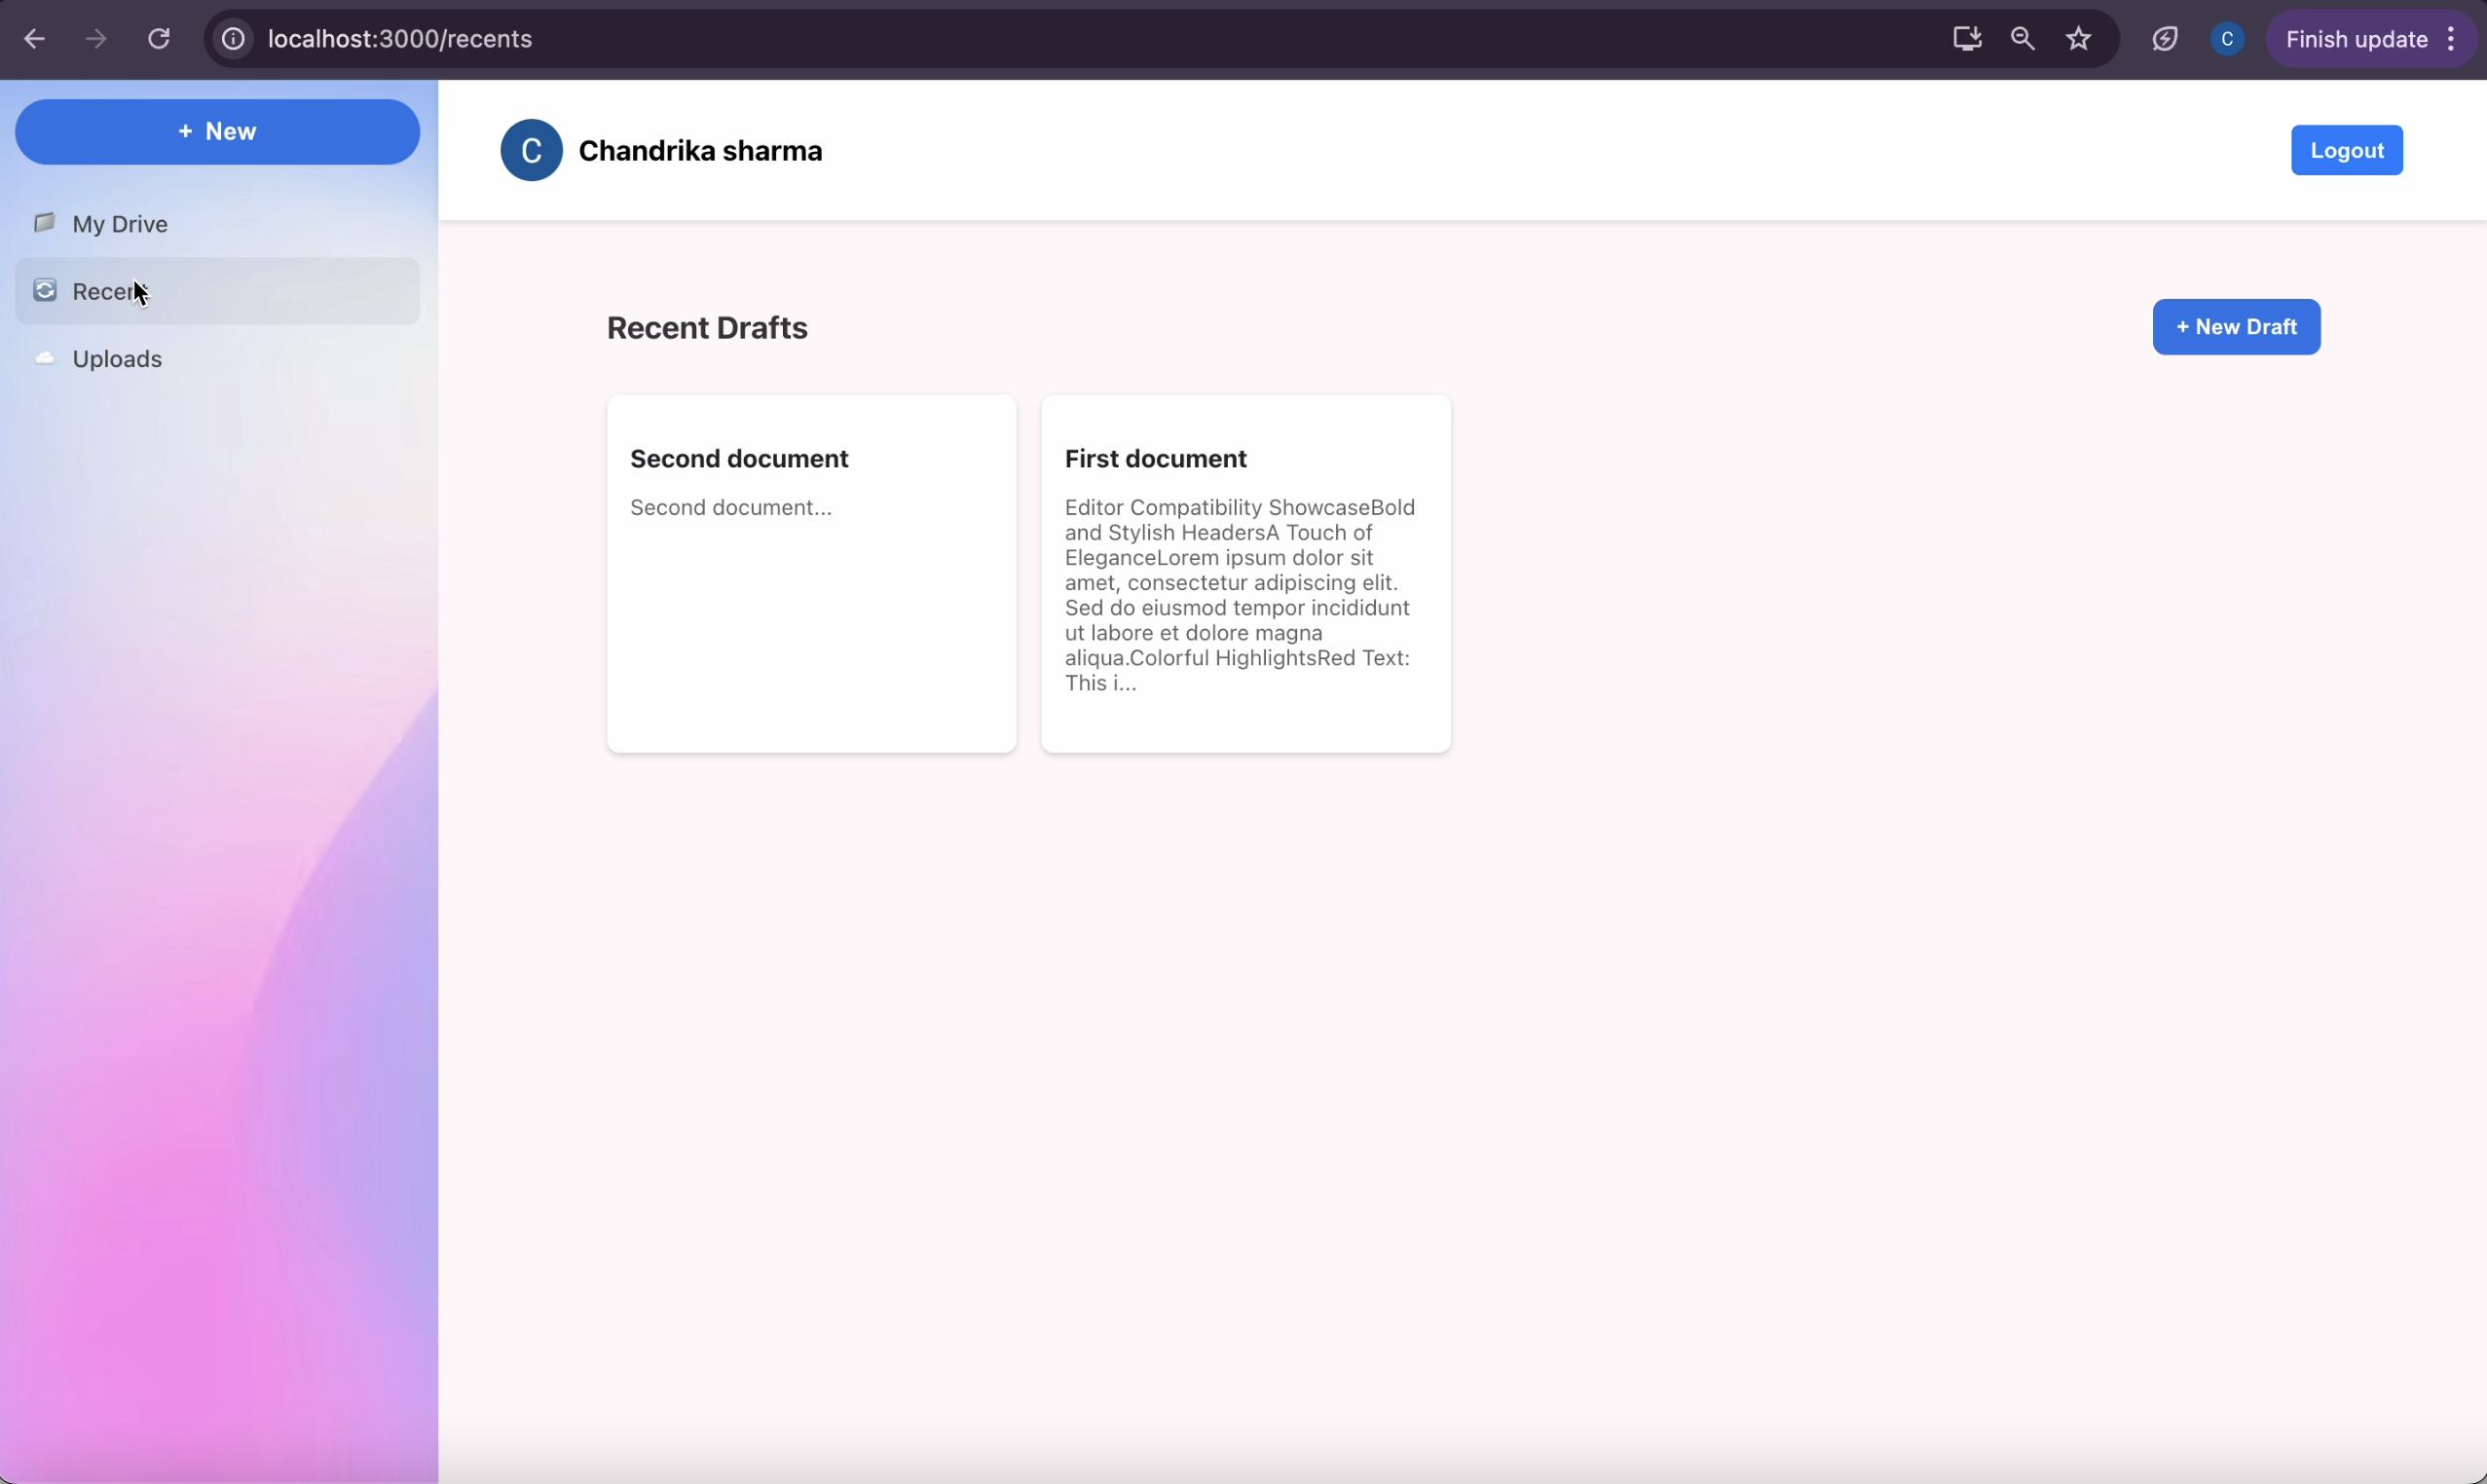 localhost:3000/recents
C
Finish update
+ New
My Drive
Uploads
C
Chandrika sharma
Logout
Recent Drafts
+ New Draft
Second document
Second document...
First document
Editor Compatibility ShowcaseBold
and Stylish HeadersA Touch of
EleganceLorem ipsum dolor sit
amet, consectetur adipiscing elit.
Sed do eiusmod tempor incididunt
ut labore et dolore magna
aliqua.Colorful HighlightsRed Text:
This i...